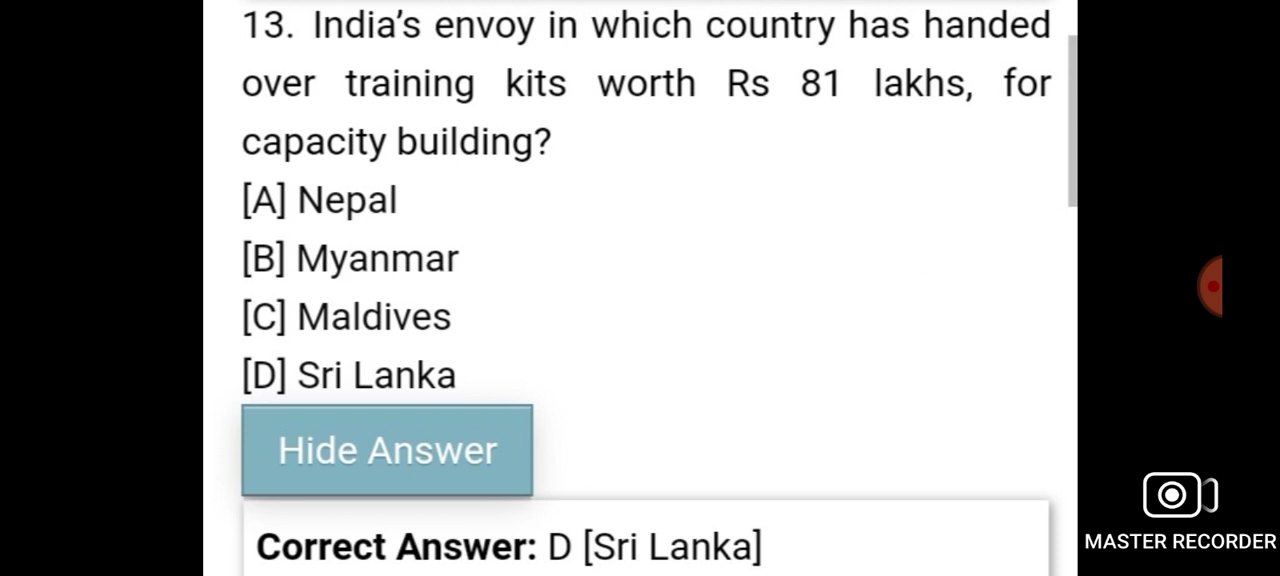 13. India’s envoy in which country has handed
over training kits worth Rs 81 lakhs, for
capacity building?
[A] Nepal
[B] Myanmar
[C] Maldives
[D] Sri Lanka
Hide Answer
Correct Answer: D [Sri Lanka]
MASTER RECORDER